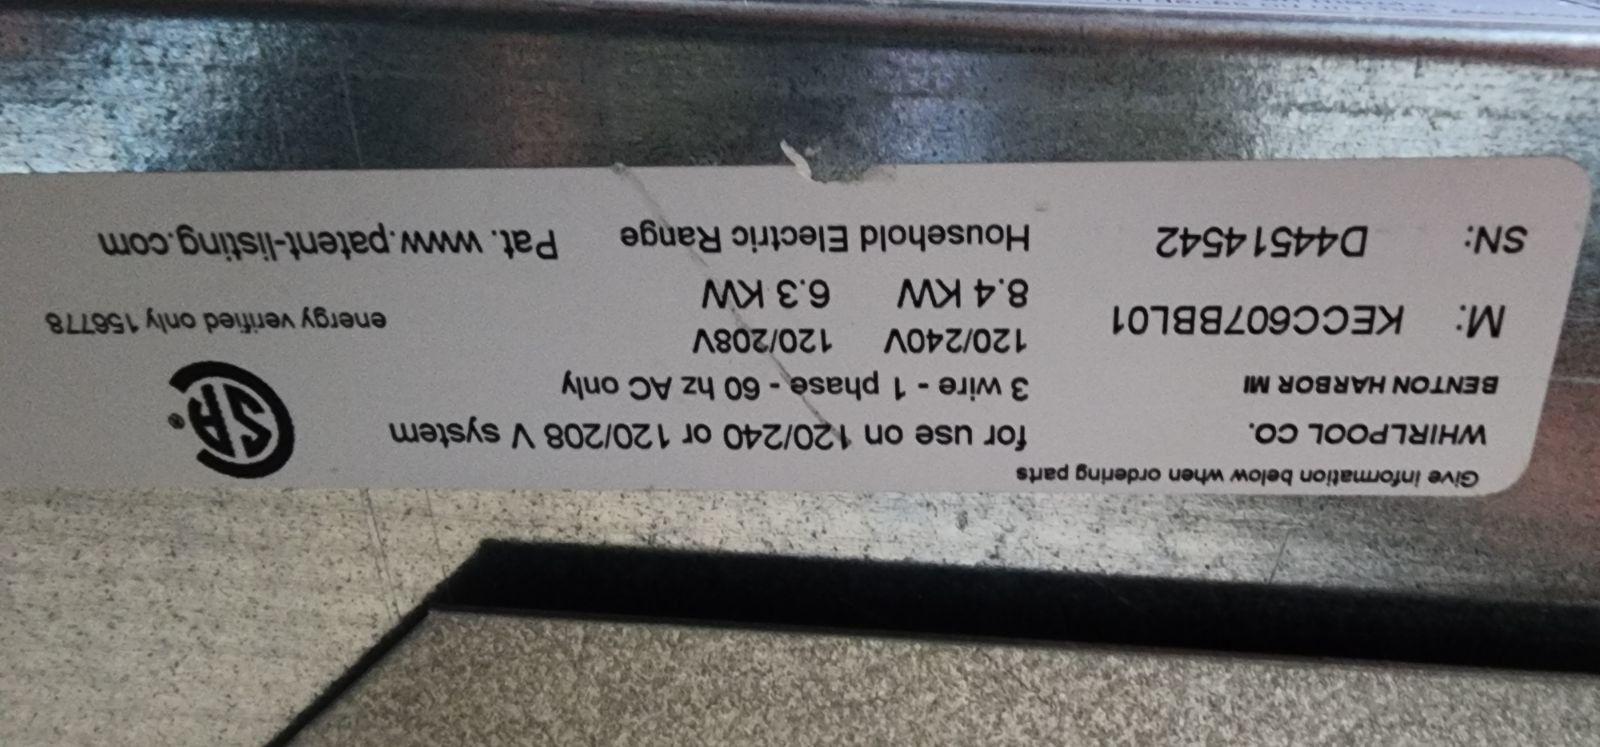 Give information below when ordering parts
WHIRLPOOL CO.
BENTON HARBOR MI
M: KECC607BBL01
SN: D44514542
for use on 120/240 or 120/208 V system
3 wire - 1 phase - 60 hz AC only
120/240V 120/208V
8.4 KW 6.3 KW
Household Electric Range
SA®
energy verified only 156778
Pat. www.patent-listing.com